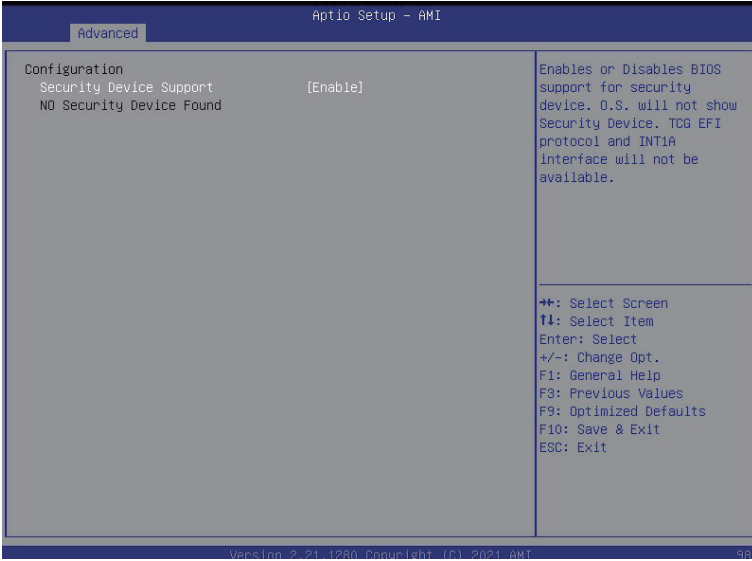 Aptio Setup – AMI
Advanced
Configuration
Security Device Support [Enable]
NO Security Device Found
Enables or Disables BIOS
support for security
device. O.S. will not show
Security Device. TCG EFI
protocol and INT1A
interface will not be
available.
→←: Select Screen
↑↓: Select Item
Enter: Select
+/-: Change Opt.
F1: General Help
F3: Previous Values
F9: Optimized Defaults
F10: Save & Exit
ESC: Exit
Version 2.21.1280 Copyright (C) 2021 AMI
98